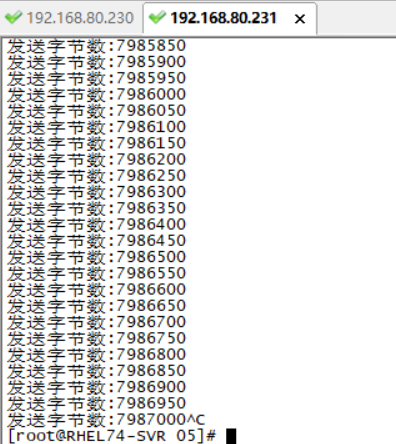 192.168.80.230 192.168.80.231 ×
发送字节数:7985850
发送字节数:7985900
发送字节数:7985950
发送字节数:7986000
发送字节数:7986050
发送字节数:7986100
发送字节数:7986150
发送字节数:7986200
发送字节数:7986250
发送字节数:7986300
发送字节数:7986350
发送字节数:7986400
发送字节数:7986450
发送字节数:7986500
发送字节数:7986550
发送字节数:7986600
发送字节数:7986650
发送字节数:7986700
发送字节数:7986750
发送字节数:7986800
发送字节数:7986850
发送字节数:7986900
发送字节数:7986950
发送字节数:7987000^C
[root@RHEL74-SVR 05]#